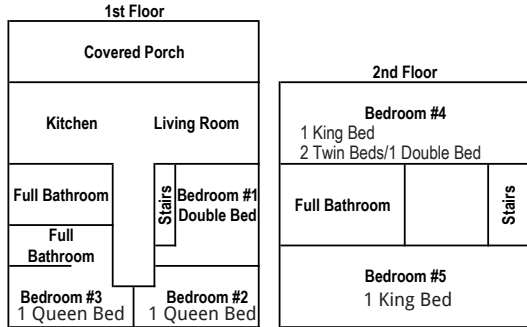 1st Floor
Covered Porch
Kitchen
Living Room
Full Bathroom
Stairs
Bedroom #1
Double Bed
Full
Bathroom
Bedroom #3
1 Queen Bed
Bedroom #2
1 Queen Bed
2nd Floor
Bedroom #4
1 King Bed
2 Twin Beds/1 Double Bed
Full Bathroom
Stairs
Bedroom #5
1 King Bed